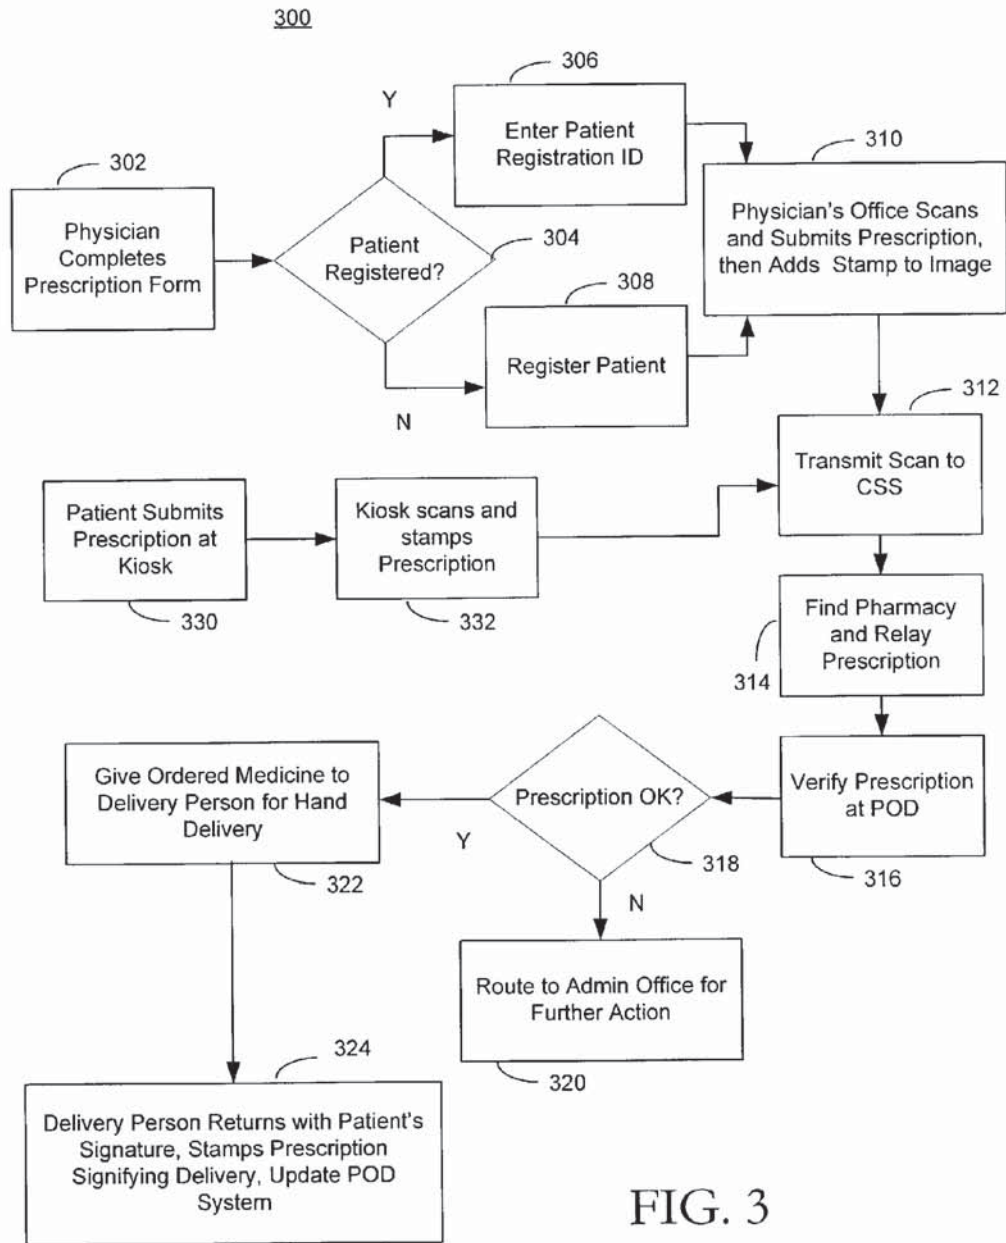 300
306
Y
Enter Patient
Registration ID
310
302
Physician
Completes
Prescription Form
Patient
Registered?
304
Physician's Office Scans
and Submits Prescription,
then Adds Stamp to Image
308
Register Patient
N
312
Transmit Scan to
CSS
Patient Submits
Prescription at
Kiosk
330
Kiosk scans and
stamps
Prescription
332
Find Pharmacy
and Relay
Prescription
314
Give Ordered Medicine to
Delivery Person for Hand
Delivery
322
Y
Prescription OK?
318
Verify Prescription
at POD
316
N
Route to Admin Office for
Further Action
320
324
Delivery Person Returns with Patient's
Signature, Stamps Prescription
Signifying Delivery, Update POD
System
FIG. 3